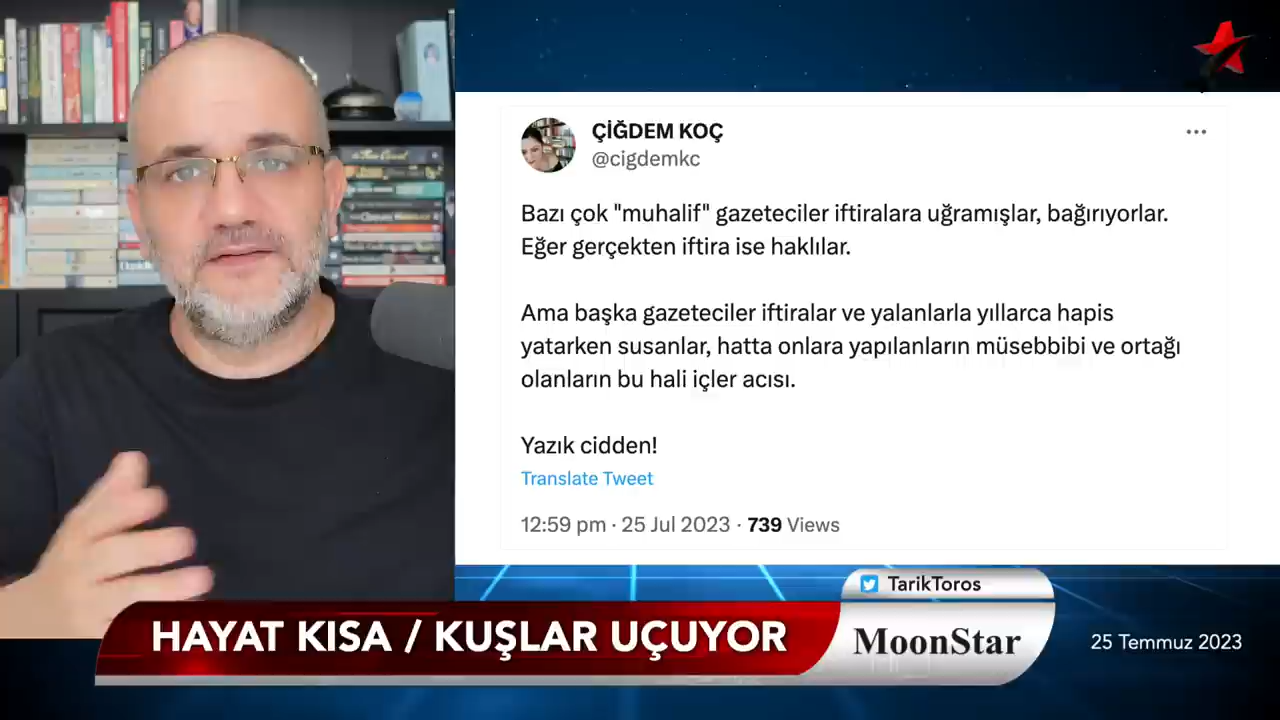 ÇİĞDEM KOÇ
@cigdemkc
Bazı çok "muhalif" gazeteciler iftiralara uğramışlar, bağırıyorlar.
Eğer gerçekten iftira ise haklılar.
Ama başka gazeteciler iftiralar ve yalanlarla yıllarca hapis
yatarken susanlar, hatta onlara yapılanların müsebbibi ve ortağı
olanların bu hali içler acısı.
Yazık cidden!
Translate Tweet
12:59 pm · 25 Jul 2023 · 739 Views
TarikToros
HAYAT KISA / KUŞLAR UÇUYOR
MoonStar
25 Temmuz 2023